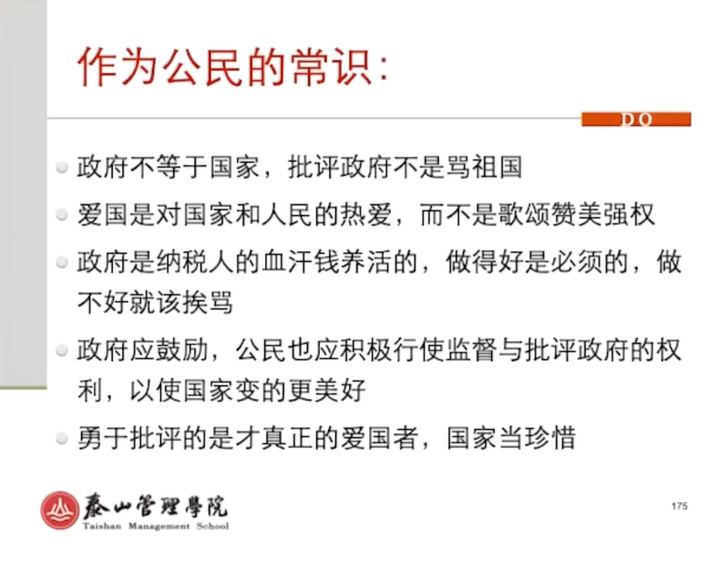 作为公民的常识：
DO
政府不等于国家，批评政府不是骂祖国
爱国是对国家和人民的热爱，而不是歌颂赞美强权
政府是纳税人的血汗钱养活的，做得好是必须的，做
不好就该挨骂
政府应鼓励，公民也应积极行使监督与批评政府的权
利，以使国家变的更美好
勇于批评的是才真正的爱国者，国家当珍惜
泰山管理學院
Taishan Management School
175